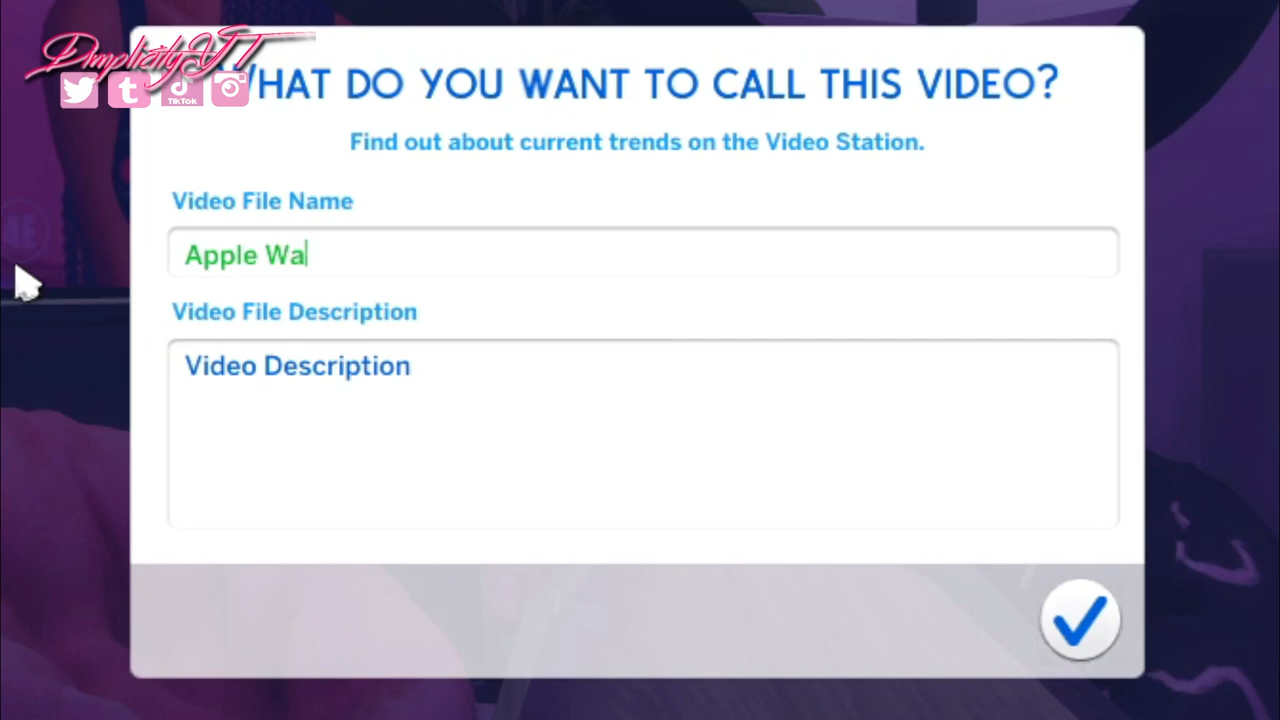 DimplicityYT
TikTok
WHAT DO YOU WANT TO CALL THIS VIDEO?
Find out about current trends on the Video Station.
Video File Name
Apple Wa
Video File Description
Video Description